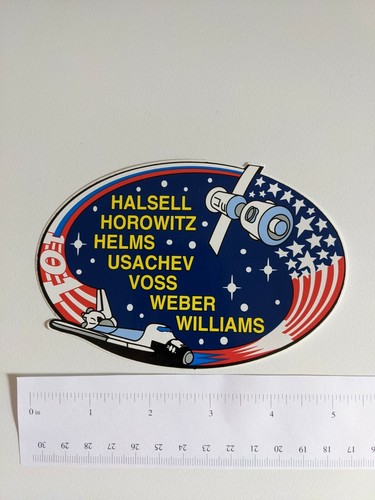 HALSELL
HOROWITZ
HELMS
USACHEV
VOSS
WEBER
WILLIAMS
101
0 in 1 2 3 4 5
30 29 28 27 26 25 24 23 22 21 20 19 18 17 16